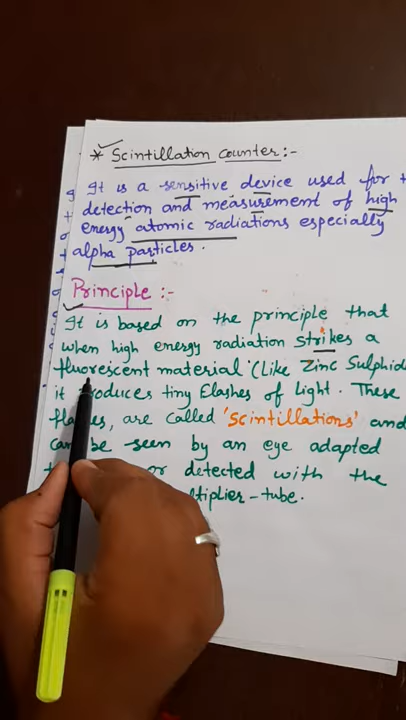 * Scintillation Counter:-
It is a sensitive device used for
detection and measurement of high
energy atomic radiations especially
alpha particles.
Principle :-
It is based on the principle that
when high energy radiation strikes a
fluorescent material (Like Zinc Sulphide
it produces tiny flashes of Light. These
are called 'Scintillations' and
be seen by an eye adapted
or detected with the
tiplier-tube.